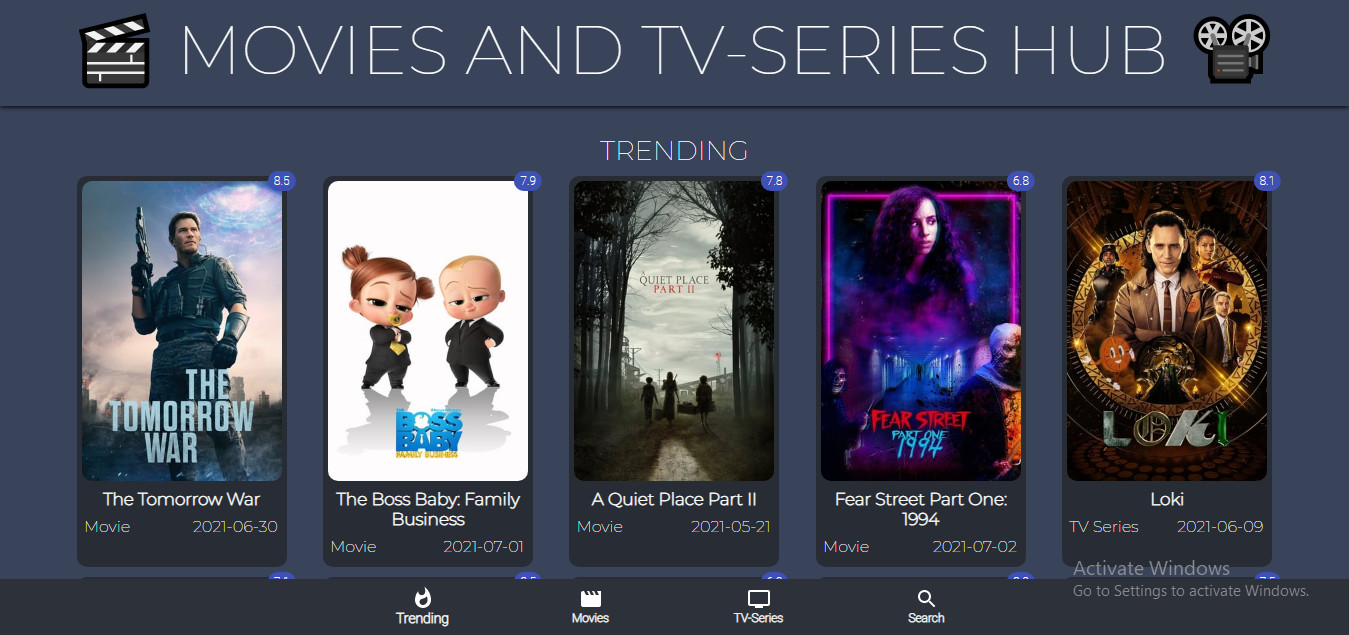 MOVIES AND TV-SERIES HUB
TRENDING
8.5
7.9
7.8
6.8
8.1
THE
TOMORROW
WAR
THE
BOSS
BABY
FAMILY BUSINESS
A
QUIET PLACE
PART II
FEAR STREET
PART ONE:
1994
LOKI
The Tomorrow War
Movie 2021-06-30
The Boss Baby: Family
Business
Movie 2021-07-01
A Quiet Place Part II
Movie 2021-05-21
Fear Street Part One:
1994
Movie 2021-07-02
Loki
TV Series 2021-06-09
Activate Windows
Go to Settings to activate Windows.
Trending
Movies
TV-Series
Search